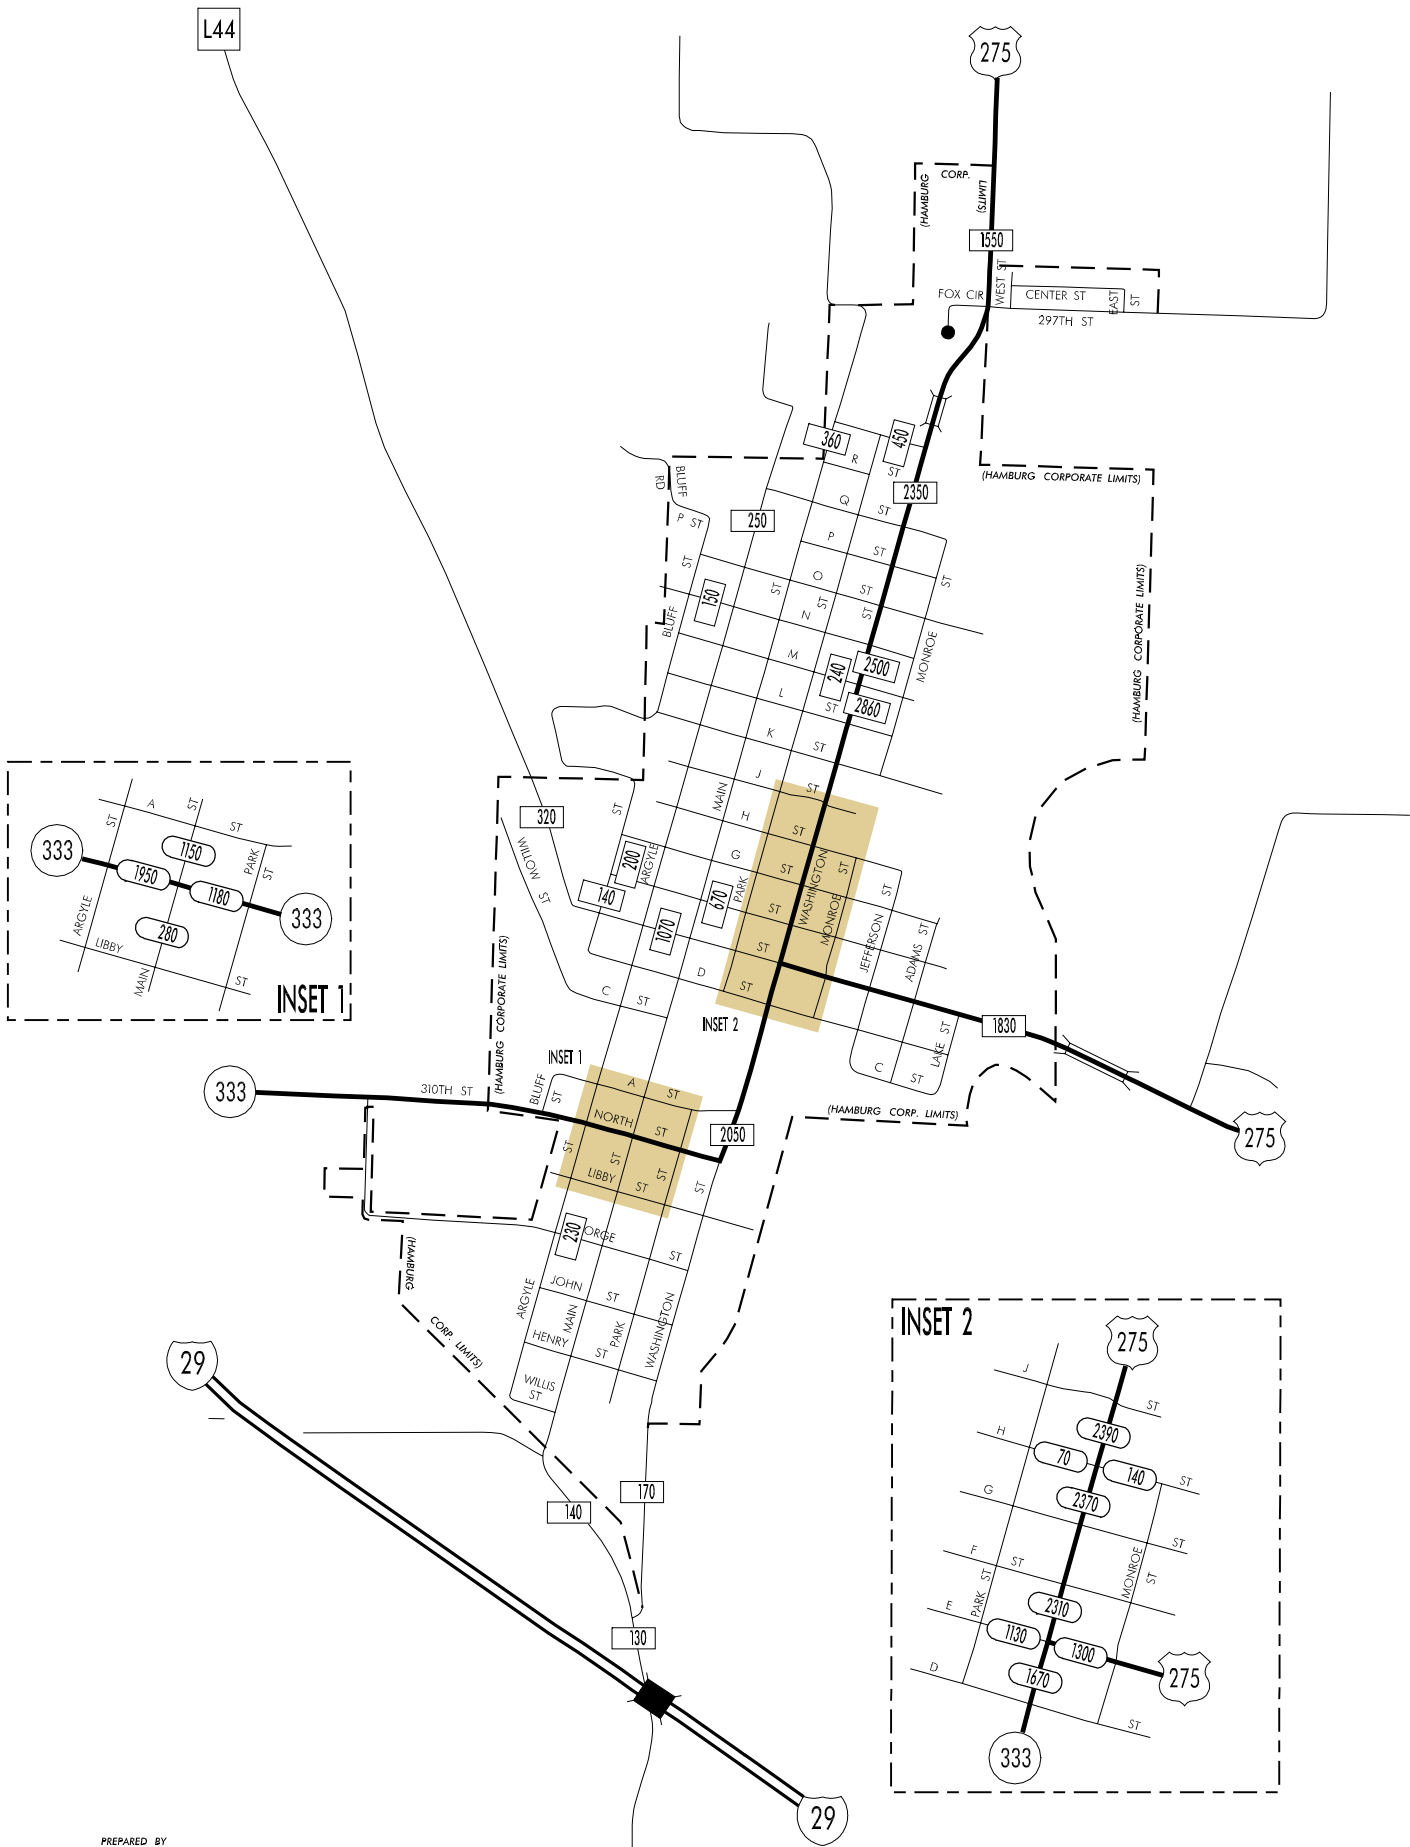 L44
275
(HAMBURG
CORP.
LIMITS)
1550
FOX CIR
WEST ST
CENTER ST
EAST
ST
297TH ST
360
450
R
ST
BLUFF
RD
2350
(HAMBURG CORPORATE LIMITS)
Q
ST
P ST
250
P
ST
ST
O
ST
ST
150
ST
ST
N
ST
BLUFF
MONROE
(HAMBURG CORPORATE LIMITS)
M
240
2500
L
ST
2860
K
ST
J
ST
MAIN
ST
320
H
ST
WILLOW ST
200
ARGYLE
G
ST
WASHINGTON
ST
140
670
PARK
ST
MONROE
JEFFERSON
ST
ADAMS
ST
1070
ST
D
ST
(HAMBURG CORPORATE LIMITS)
C
ST
INSET 2
1830
LAKE ST
C
ST
INSET 1
BLUFF
ST
A
ST
333
310TH ST
NORTH
ST
2050
(HAMBURG CORP. LIMITS)
275
ST
ST
LIBBY
ST
ST
ST
230
ORGE
ST
(HAMBURG
CORP. LIMITS)
ARGYLE
JOHN
ST
MAIN
HENRY
ST
PARK
WASHINGTON
WILLIS
ST
29
140
170
130
29
A
ST
ST
ST
333
1150
1950
PARK
ST
1180
333
ARGYLE
280
LIBBY
MAIN
ST
INSET 1
INSET 2
275
J
ST
2390
H
70
140
ST
G
2370
ST
F
ST
MONROE
ST
PARK ST
E
2310
1130
1300
275
D
1670
ST
333
PREPARED BY